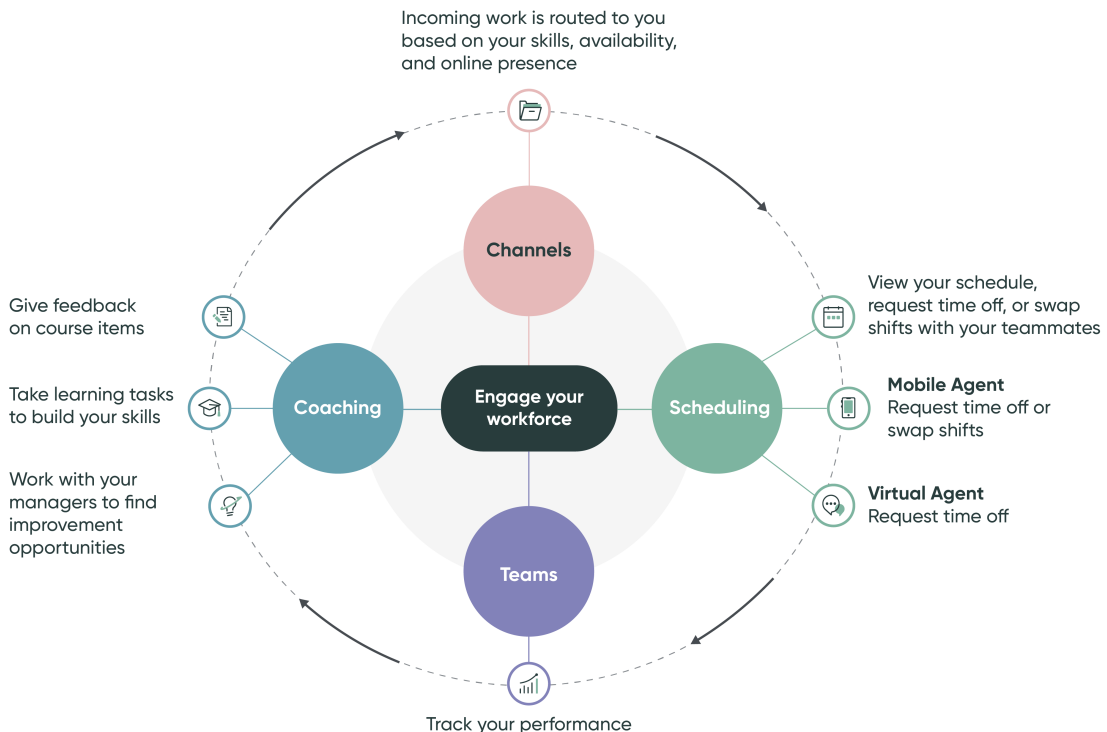 Incoming work is routed to you
based on your skills, availability,
and online presence
Channels
View your schedule,
request time off, or swap
shifts with your teammates
Give feedback
on course items
Mobile Agent
Request time off or
swap shifts
Take learning tasks
to build your skills
Coaching
Engage your
workforce
Scheduling
Work with your
managers to find
improvement
opportunities
Virtual Agent
Request time off
Teams
Track your performance